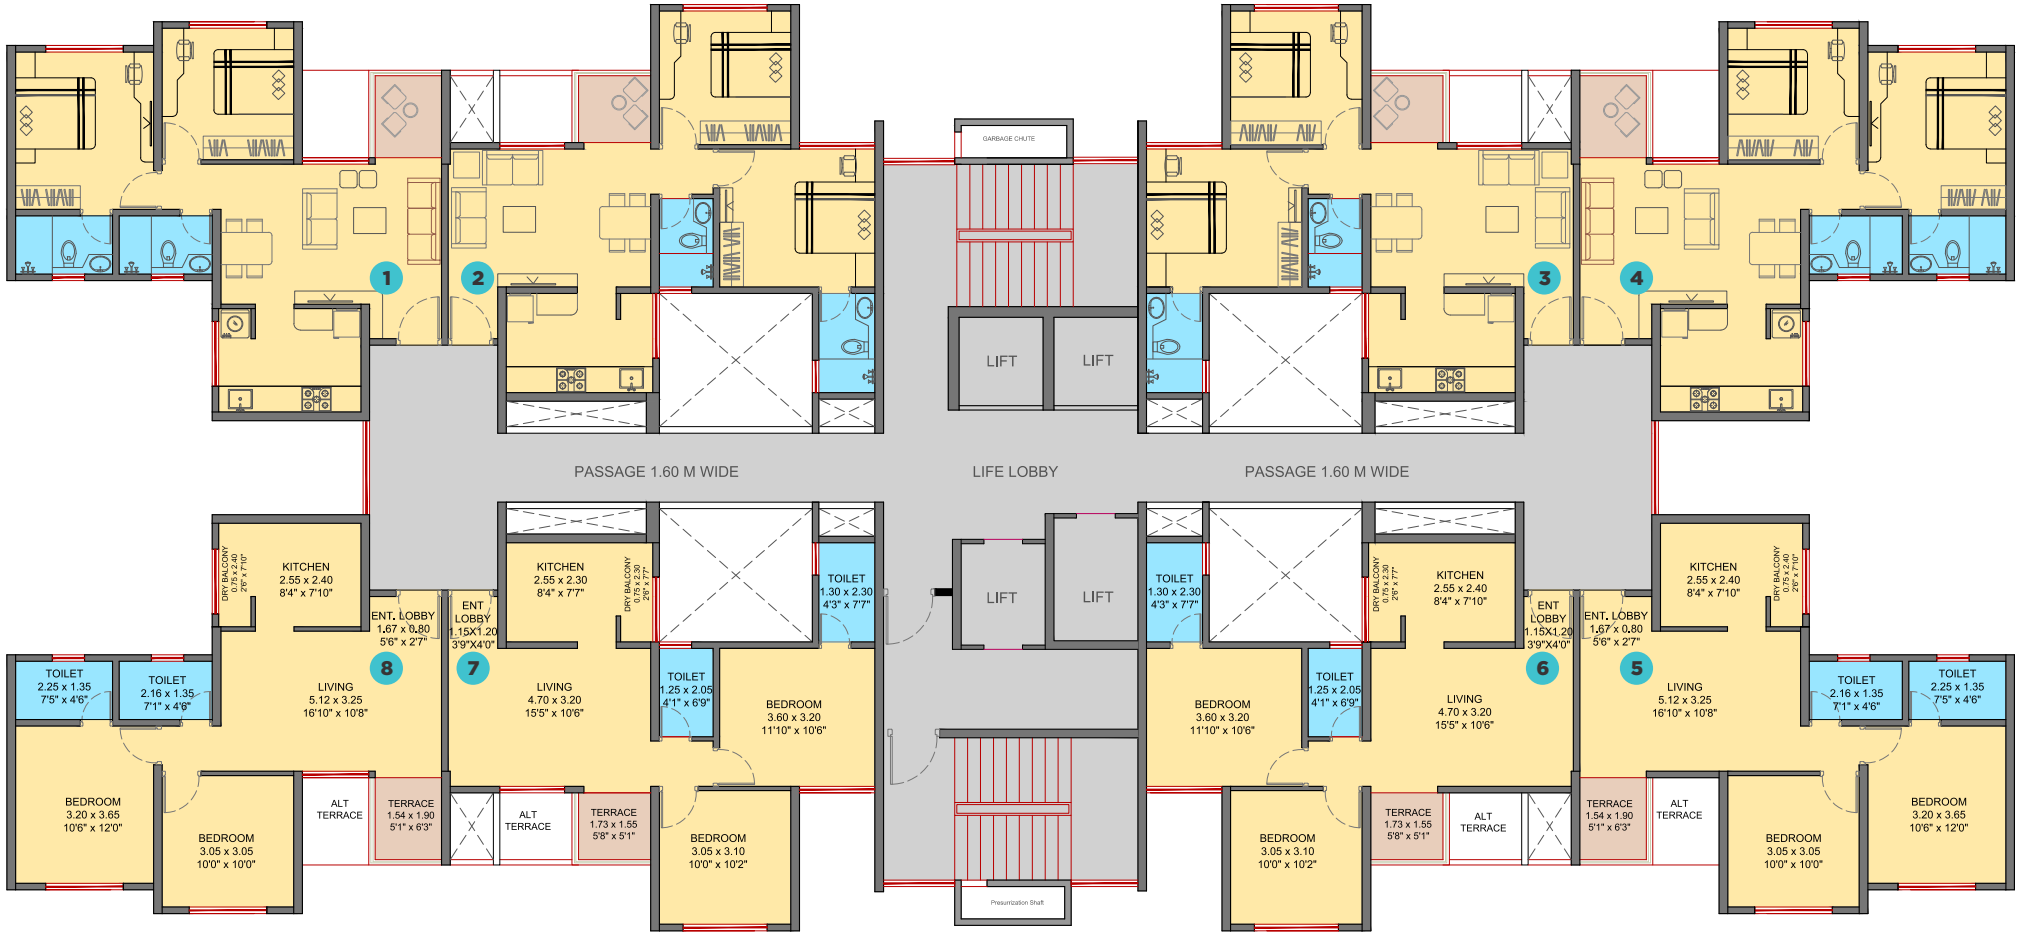 GARBAGE CHUTE
1
2
3
4
LIFT
LIFT
PASSAGE 1.60 M WIDE
LIFE LOBBY
PASSAGE 1.60 M WIDE
KITCHEN
2.55 x 2.40
8'4" x 7'10"
DRY BALCONY
0.75 x 2.40
2'6" x 7'10"
ENT. LOBBY
1.67 x 0.80
5'6" x 2'7"
8
LIVING
5.12 x 3.25
16'10" x 10'8"
TOILET
2.25 x 1.35
7'5" x 4'6"
TOILET
2.16 x 1.35
7'1" x 4'6"
BEDROOM
3.20 x 3.65
10'6" x 12'0"
BEDROOM
3.05 x 3.05
10'0" x 10'0"
ALT
TERRACE
TERRACE
1.54 x 1.90
5'1" x 6'3"
KITCHEN
2.55 x 2.30
8'4" x 7'7"
DRY BALCONY
0.75 x 2.30
2'6" x 7'7"
ENT
LOBBY
1.15X1.20
3'9"X4'0"
7
LIVING
4.70 x 3.20
15'5" x 10'6"
TOILET
1.25 x 2.05
4'1" x 6'9"
TOILET
1.30 x 2.30
4'3" x 7'7"
BEDROOM
3.60 x 3.20
11'10" x 10'6"
ALT
TERRACE
TERRACE
1.73 x 1.55
5'8" x 5'1"
BEDROOM
3.05 x 3.10
10'0" x 10'2"
LIFT
LIFT
Presurrization Shaft
TOILET
1.30 x 2.30
4'3" x 7'7"
BEDROOM
3.60 x 3.20
11'10" x 10'6"
TOILET
1.25 x 2.05
4'1" x 6'9"
DRY BALCONY
0.75 x 2.30
2'6" x 7'7"
KITCHEN
2.55 x 2.40
8'4" x 7'10"
ENT
LOBBY
1.15X1.20
3'9"X4'0"
6
LIVING
4.70 x 3.20
15'5" x 10'6"
BEDROOM
3.05 x 3.10
10'0" x 10'2"
TERRACE
1.73 x 1.55
5'8" x 5'1"
ALT
TERRACE
ENT. LOBBY
1.67 x 0.80
5'6" x 2'7"
5
KITCHEN
2.55 x 2.40
8'4" x 7'10"
DRY BALCONY
0.75 x 2.40
2'6" x 7'10"
LIVING
5.12 x 3.25
16'10" x 10'8"
TOILET
2.16 x 1.35
7'1" x 4'6"
TOILET
2.25 x 1.35
7'5" x 4'6"
TERRACE
1.54 x 1.90
5'1" x 6'3"
ALT
TERRACE
BEDROOM
3.05 x 3.05
10'0" x 10'0"
BEDROOM
3.20 x 3.65
10'6" x 12'0"